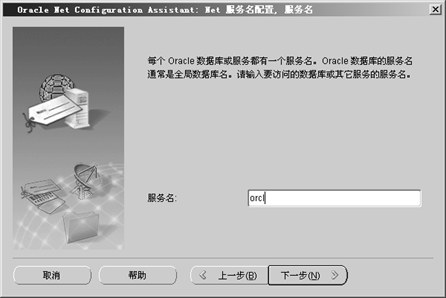 Oracle Net Configuration Assistant: Net 服务名配置, 服务名
每个 Oracle 数据库或服务都有一个服务名。Oracle 数据库的服务名
通常是全局数据库名。请输入要访问的数据库或其它服务的服务名。
服务名:
orcl
取消
帮助
上一步(B)
下一步(N)